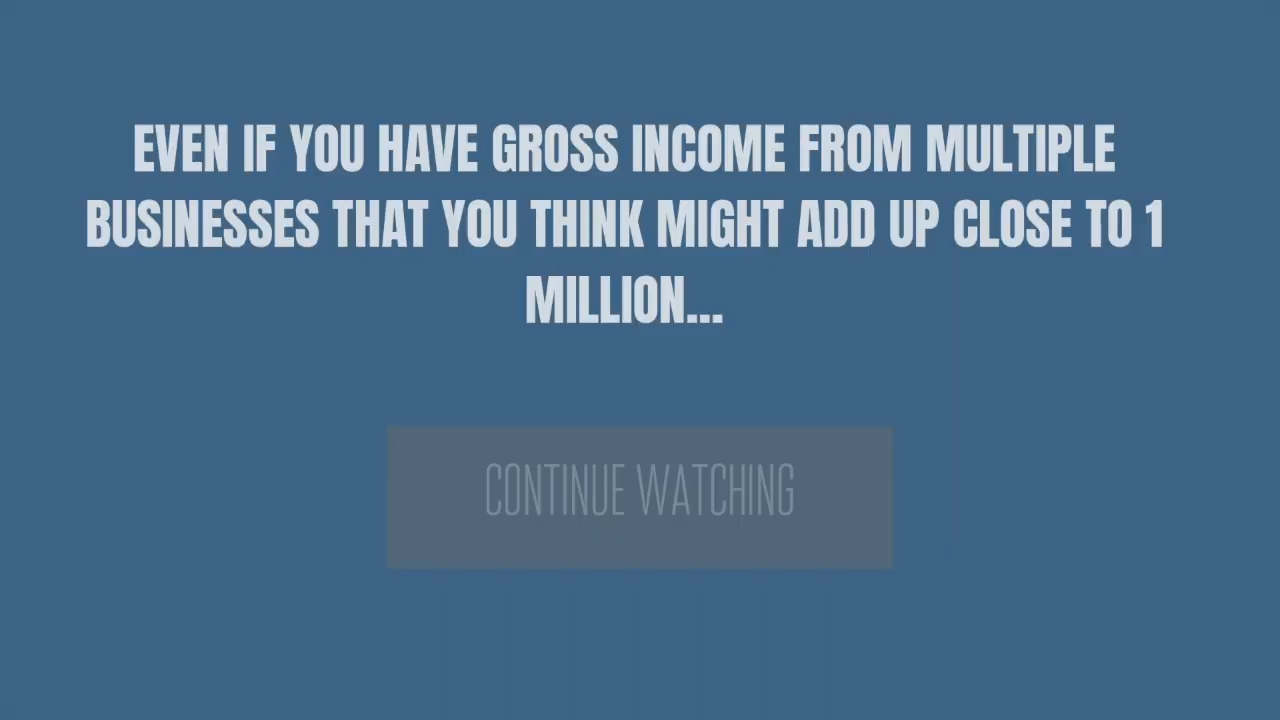 EVEN IF YOU HAVE GROSS INCOME FROM MULTIPLE
BUSINESSES THAT YOU THINK MIGHT ADD UP CLOSE TO 1
MILLION...
CONTINUE WATCHING